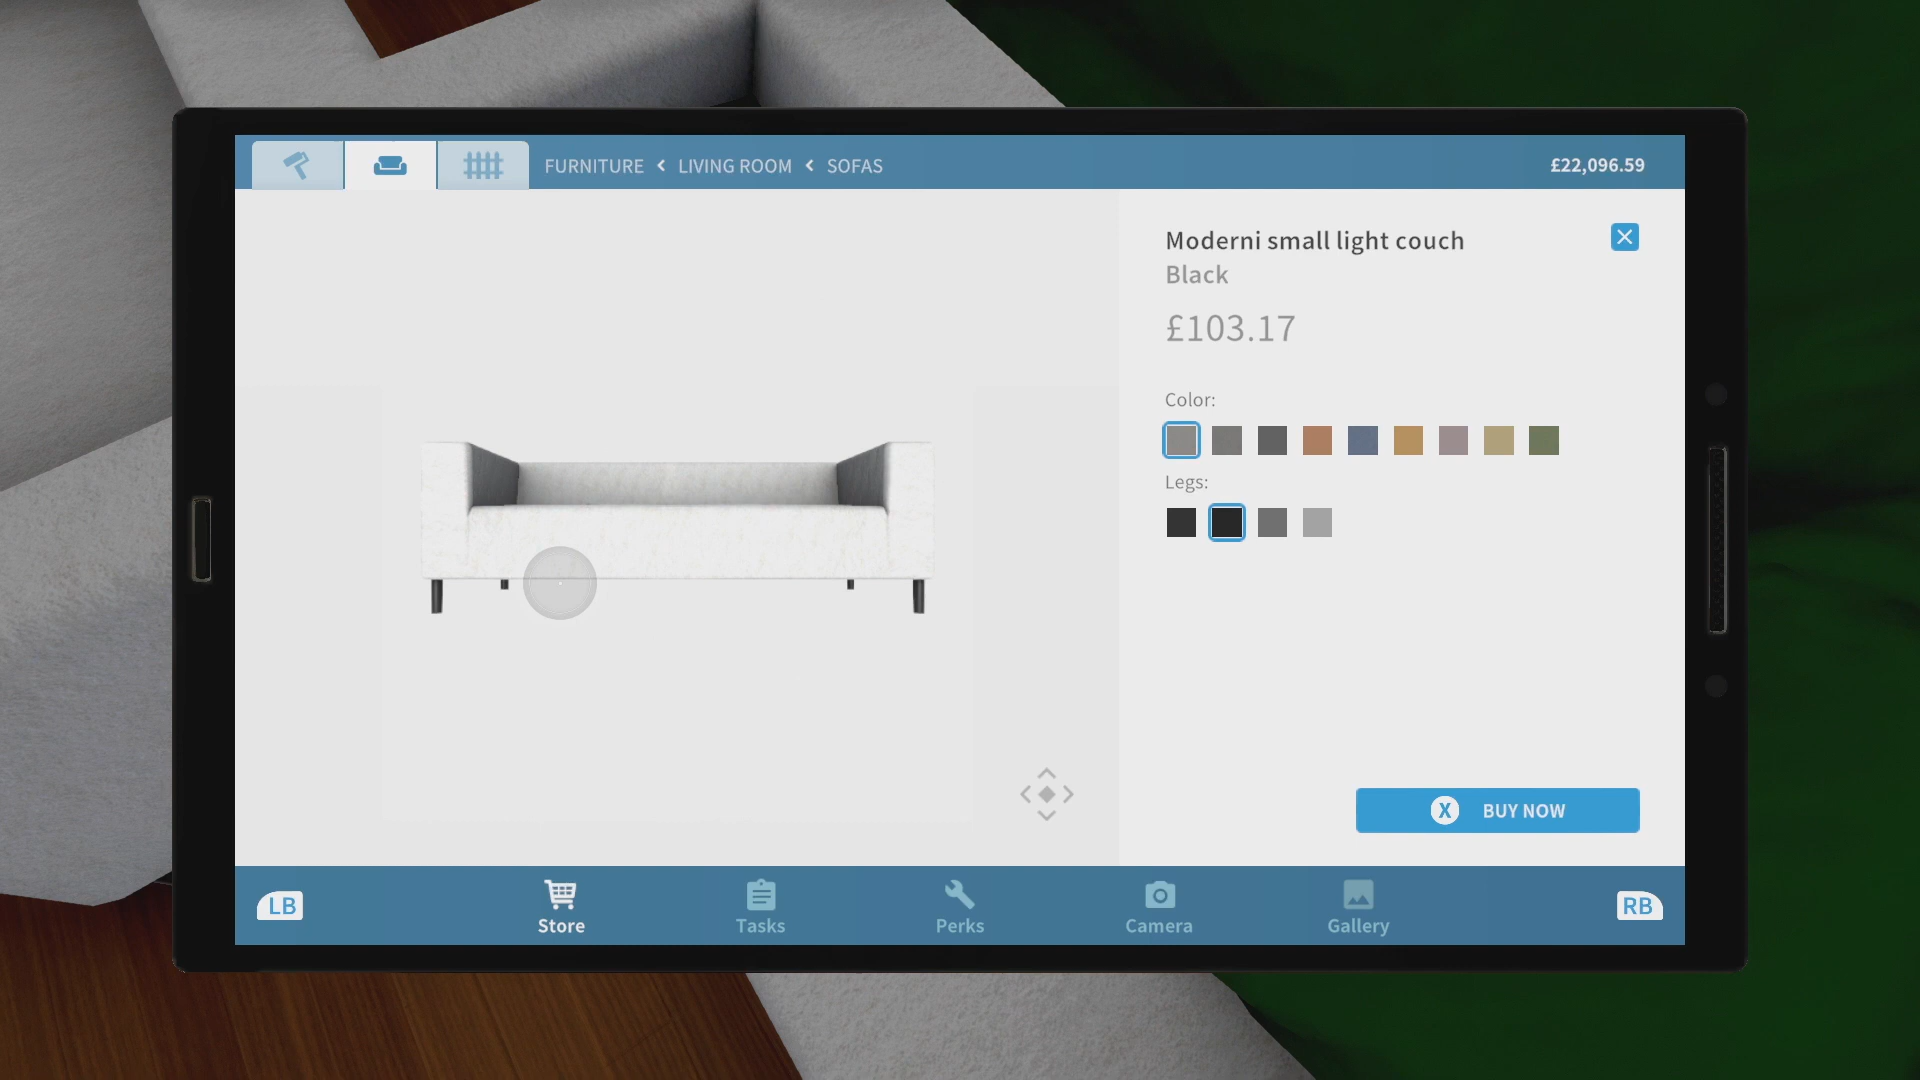 FURNITURE < LIVING ROOM < SOFAS
£22,096.59
Moderni small light couch
Black
£103.17
Color:
Legs:
X BUY NOW
LB
Store
Tasks
Perks
Camera
Gallery
RB